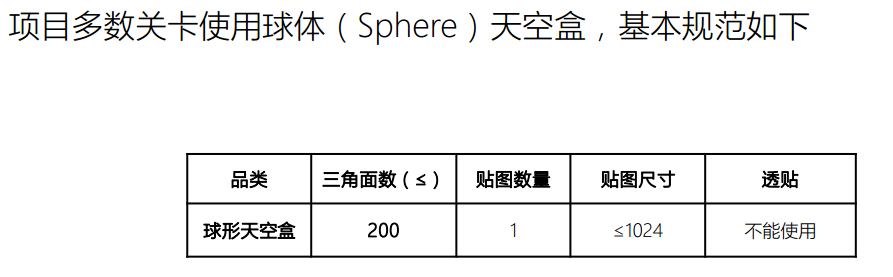 项目多数关卡使用球体（Sphere）天空盒，基本规范如下
品类 三角面数（≤） 贴图数量 贴图尺寸 透贴
球形天空盒 200 1 ≤1024 不能使用